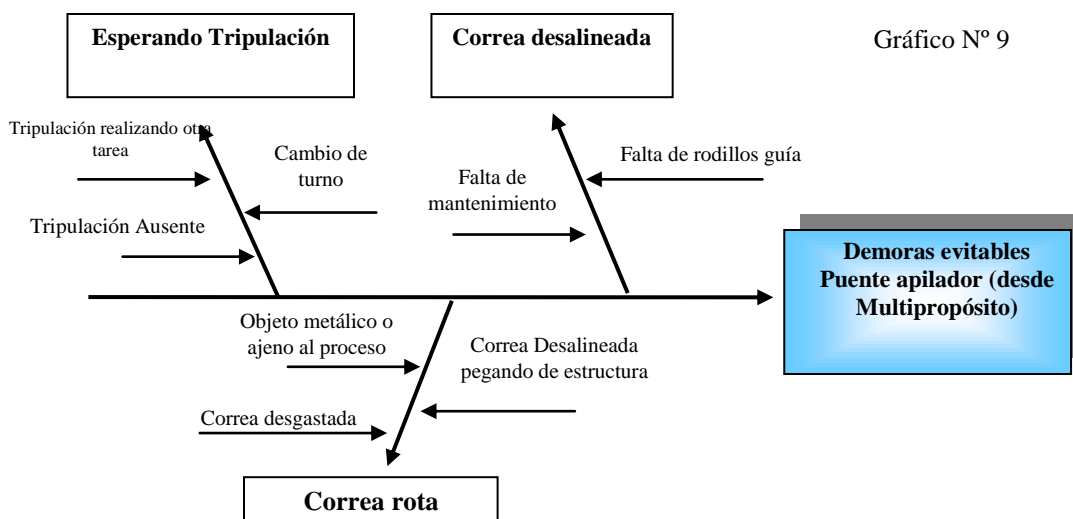 Esperando Tripulación
Correa desalineada
Gráfico Nº 9
Tripulación realizando otra
tarea
Cambio de
turno
Tripulación Ausente
Falta de
mantenimiento
Falta de rodillos guía
Demoras evitables
Puente apilador (desde
Multipropósito)
Objeto metálico o
ajeno al proceso
Correa Desalineada
pegando de estructura
Correa desgastada
Correa rota